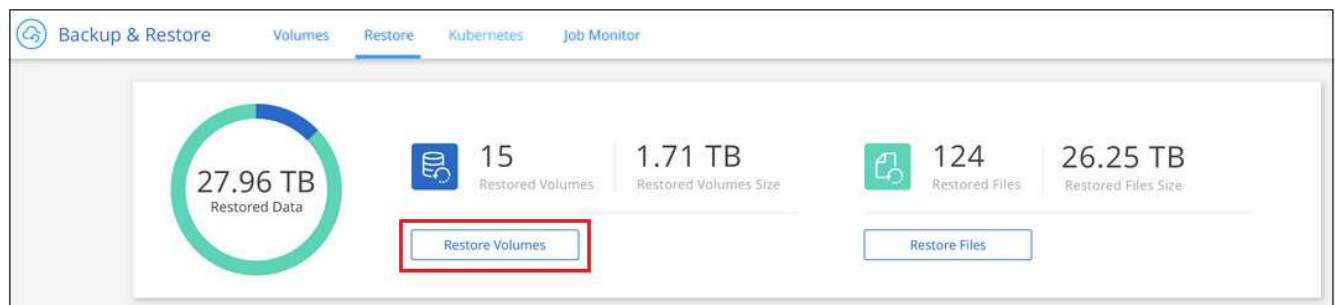 Backup & Restore Volumes Restore Kubernetes Job Monitor
27.96 TB
Restored Data
15
Restored Volumes
1.71 TB
Restored Volumes Size
Restore Volumes
124
Restored Files
26.25 TB
Restored Files Size
Restore Files